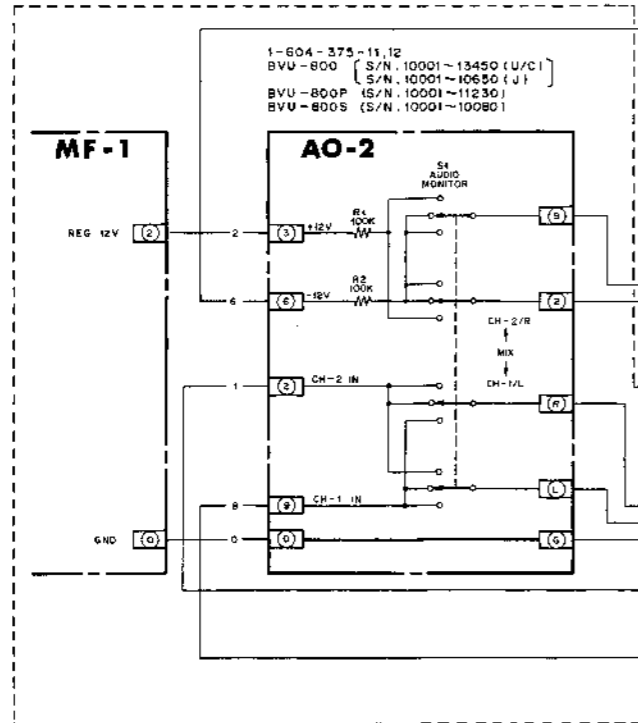 1-604-375-11,12
BVU-800 [ S/N.10001~13450 (U/C)
S/N.10001~10650 (J) ]
BVU-800P (S/N.10001~11230)
BVU-800S (S/N.10001~10080)
MF-1
AO-2
S1
AUDIO
MONITOR
REG 12V 2 2 3 +12V R1
100K 9
6 6 -12V R2
100K 2
CH-2/R
MIX
CH-1/L
1 2 CH-2 IN R
L
8 9 CH-1 IN
GND 0 0 0 G